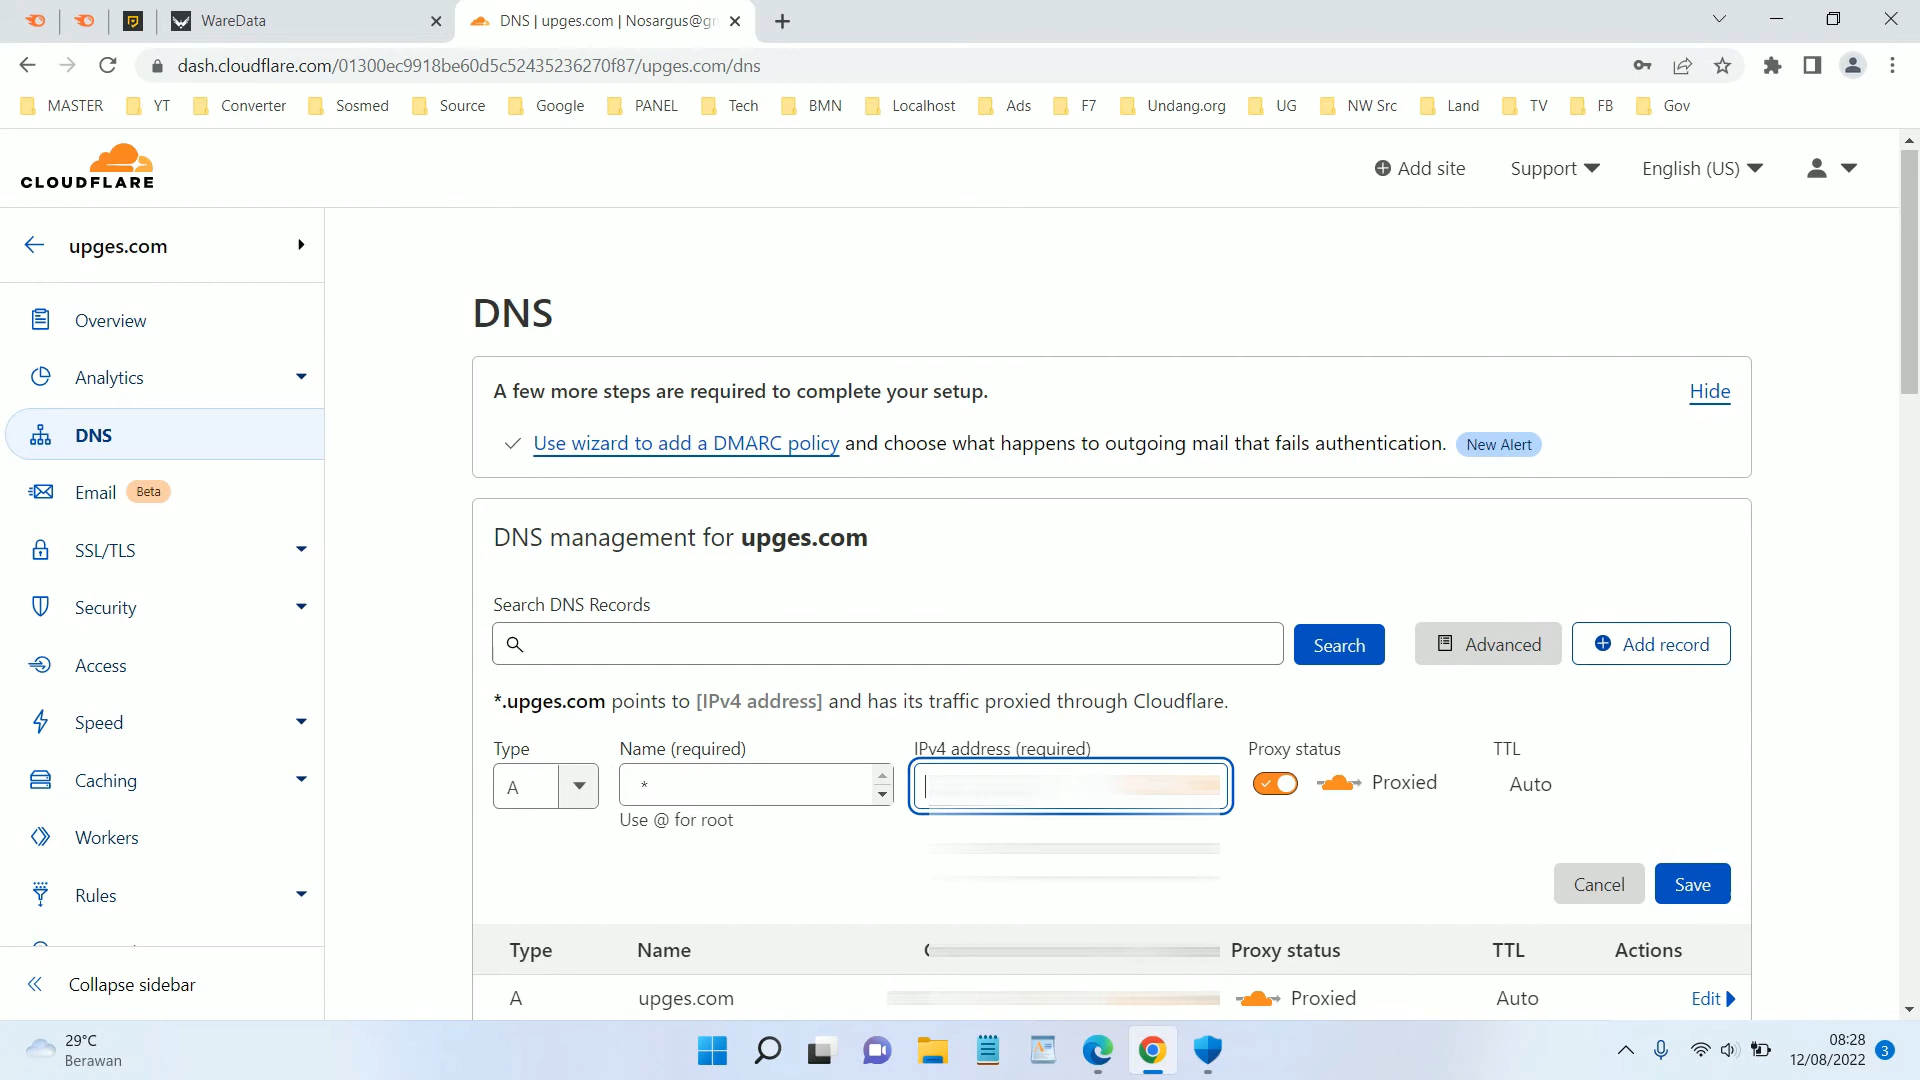 WareData
DNS | upges.com | Nosargus@gm
dash.cloudflare.com/01300ec9918be60d5c52435236270f87/upges.com/dns
MASTER YT Converter Sosmed Source Google PANEL Tech BMN Localhost Ads F7 Undang.org UG NW Src Land TV FB Gov
CLOUDFLARE
Add site Support English (US)
upges.com
Overview
Analytics
DNS
Email Beta
SSL/TLS
Security
Access
Speed
Caching
Workers
Rules
Collapse sidebar
DNS
A few more steps are required to complete your setup. Hide
Use wizard to add a DMARC policy and choose what happens to outgoing mail that fails authentication. New Alert
DNS management for upges.com
Search DNS Records
Search Advanced Add record
*.upges.com points to [IPv4 address] and has its traffic proxied through Cloudflare.
Type Name (required) IPv4 address (required) Proxy status TTL
A * Proxied Auto
Use @ for root
Cancel Save
Type Name Proxy status TTL Actions
A upges.com Proxied Auto Edit
29°C
Berawan
08:28
12/08/2022 3